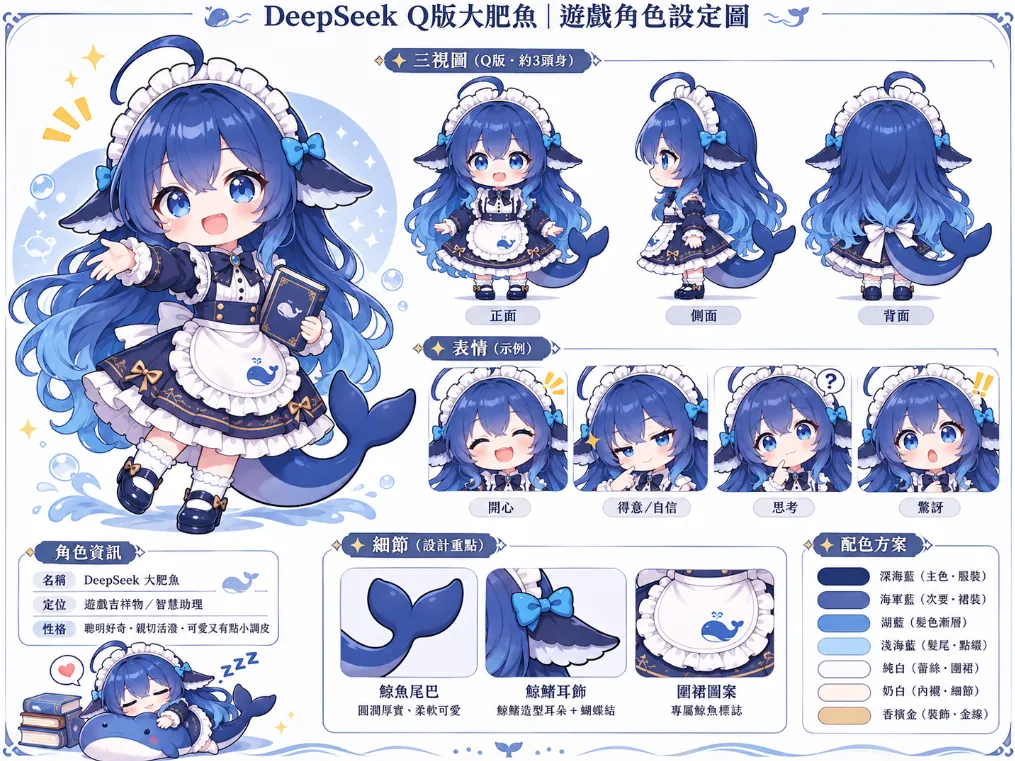 DeepSeek Q版大肥魚｜遊戲角色設定圖
三視圖（Q版・約3頭身）
正面
側面
背面
表情（示例）
?
!!
開心
得意/自信
思考
驚訝
角色資訊
名稱 DeepSeek 大肥魚
定位 遊戲吉祥物／智慧助理
性格 聰明好奇・親切活潑・可愛又有點小調皮
zzz
細節（設計重點）
鯨魚尾巴
圓潤厚實、柔軟可愛
鯨鰭耳飾
鯨鰭造型耳朵 + 蝴蝶結
圍裙圖案
專屬鯨魚標誌
配色方案
深海藍（主色・服裝）
海軍藍（次要・裙裝）
湖藍（髮色漸層）
淺海藍（髮尾・點綴）
純白（蕾絲・圍裙）
奶白（內襯・細節）
香檳金（裝飾・金線）